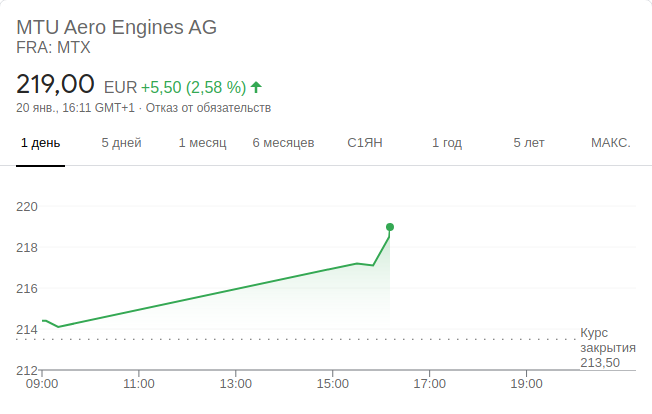 MTU Aero Engines AG
FRA: MTX
219,00 EUR +5,50 (2,58 %)
20 янв., 16:11 GMT+1 · Отказ от обязательств
1 день 5 дней 1 месяц 6 месяцев С1ЯН 1 год 5 лет МАКС.
220
218
216
214
212
Курс
закрытия
213,50
09:00 11:00 13:00 15:00 17:00 19:00